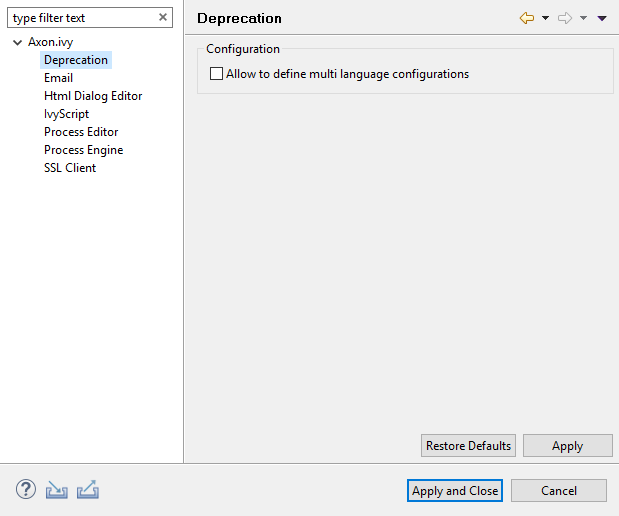 type filter text
Axon.ivy
Deprecation
Email
Html Dialog Editor
IvyScript
Process Editor
Process Engine
SSL Client
Deprecation
Configuration
Allow to define multi language configurations
Restore Defaults
Apply
Apply and Close
Cancel